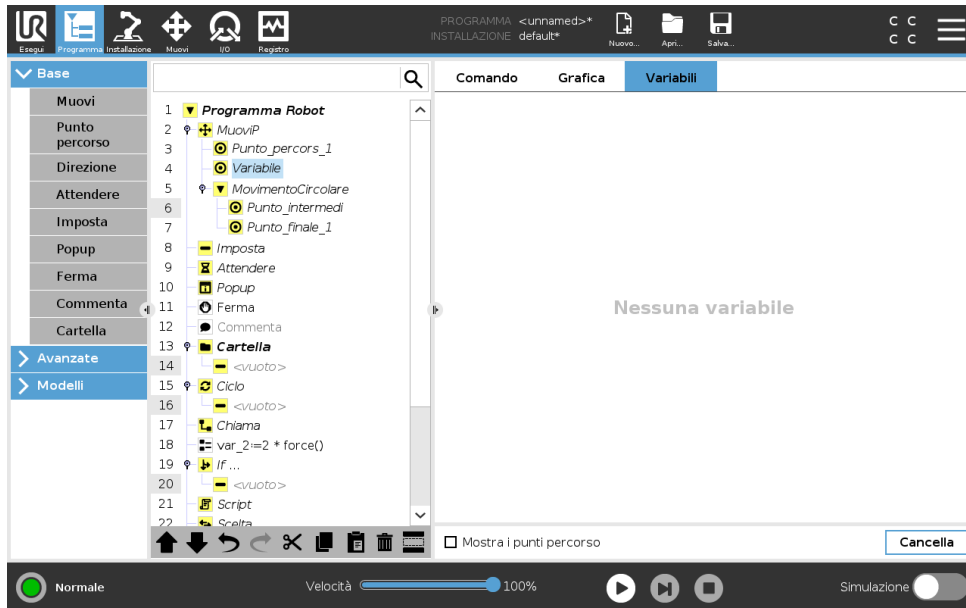 UR
PROGRAMMA <unnamed>*
INSTALLAZIONE default*
C C
C C
Esegui Programma Installazione Muovi I/O Registro Nuovo... Apri... Salva...
Base
Muovi
Punto
percorso
Direzione
Attendere
Imposta
Popup
Ferma
Commenta
Cartella
Avanzate
Modelli
1 Programma Robot
2 MuoviP
3 Punto_percors_1
4 Variabile
5 MovimentoCircolare
6 Punto_intermedi
7 Punto_finale_1
8 Imposta
9 Attendere
10 Popup
11 Ferma
12 Commenta
13 Cartella
14 <vuoto>
15 Ciclo
16 <vuoto>
17 Chiama
18 var_2:=2 * force()
19 If ...
20 <vuoto>
21 Script
22 Scelta
Comando Grafica Variabili
Nessuna variabile
Mostra i punti percorso Cancella
Normale Velocità 100% Simulazione